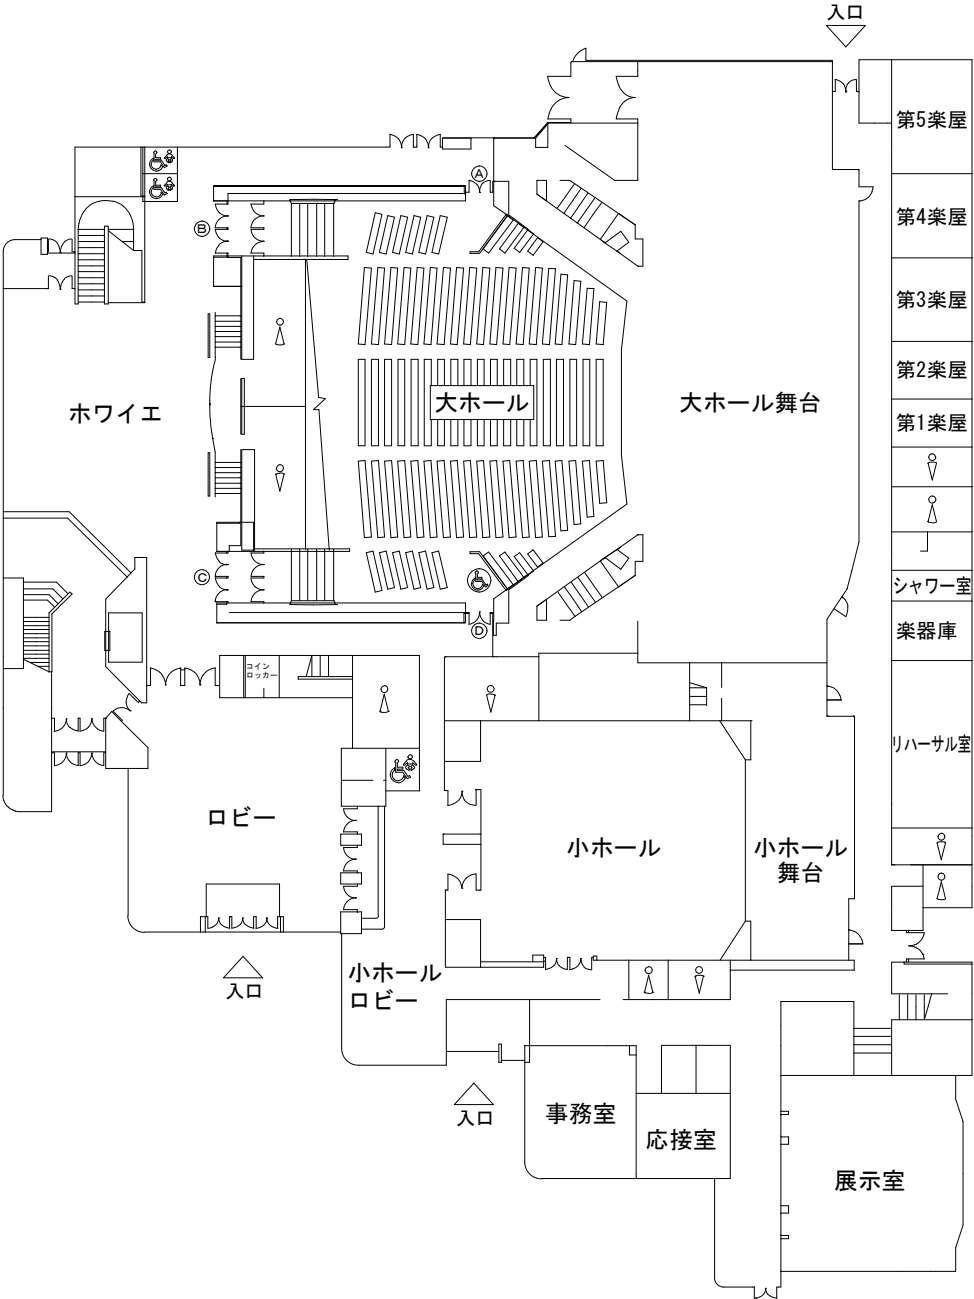 入口
第5楽屋
Ⓐ
第4楽屋
Ⓑ
第3楽屋
第2楽屋
ホワイエ
大ホール
大ホール舞台
第1楽屋
Ⓒ
シャワー室
Ⓓ
楽器庫
コイン
ロッカー
リハーサル室
ロビー
小ホール
小ホール
舞台
小ホール
ロビー
入口
入口
事務室
応接室
展示室